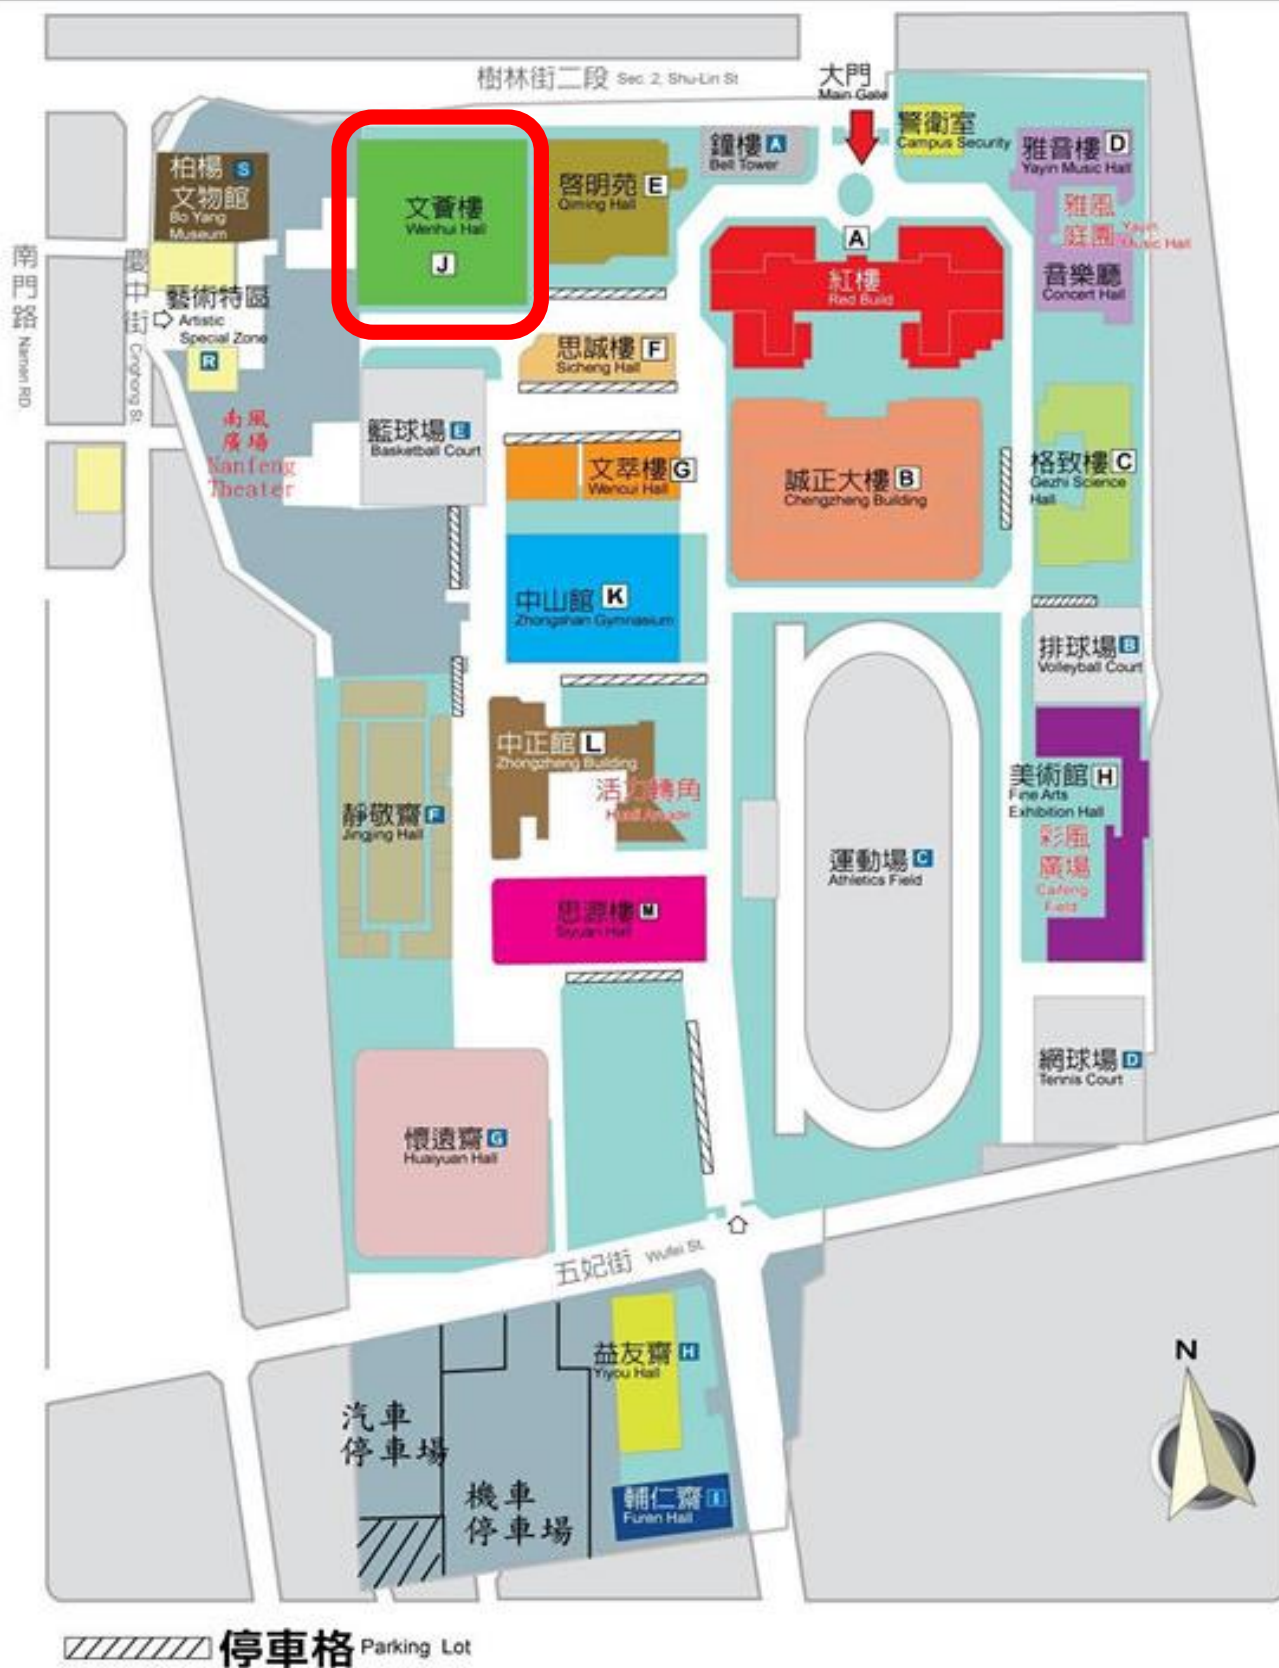 樹林街二段 Sec. 2, Shu-Lin St
大門
Main Gate
警衛室
Campus Security
鐘樓 A
Bell Tower
雅音樓 D
Yayin Music Hall
雅風
庭園 Yayin
Music Hall
音樂廳
Concert Hall
柏楊 S
文物館
Bo Yang
Museum
文薈樓
Wenhui Hall
J
啓明苑 E
Qiming Hall
A
紅樓
Red Build
南門路 Nanmen RD.
慶中街 Cinghong St.
藝術特區
Artistic
Special Zone
R
思誠樓 F
Sicheng Hall
南風
廣場
Nanfeng
Theater
籃球場 E
Basketball Court
文萃樓 G
Wencui Hall
誠正大樓 B
Chengzheng Building
格致樓 C
Gezhi Science
Hall
中山館 K
Zhongshan Gymnasium
排球場 B
Volleyball Court
中正館 L
Zhongzheng Building
活力轉角
美術館 H
Fine Arts
Exhibition Hall
彩風
廣場
Caifeng
Field
靜敬齋 F
Jingjing Hall
運動場 C
Athletics Field
思源樓 M
Siyuan Hall
網球場 D
Tennis Court
懷遠齋 G
Huaiyuan Hall
五妃街 Wufei St.
益友齋 H
Yiyou Hall
N
汽車
停車場
機車
停車場
輔仁齋 I
Furen Hall
停車格 Parking Lot